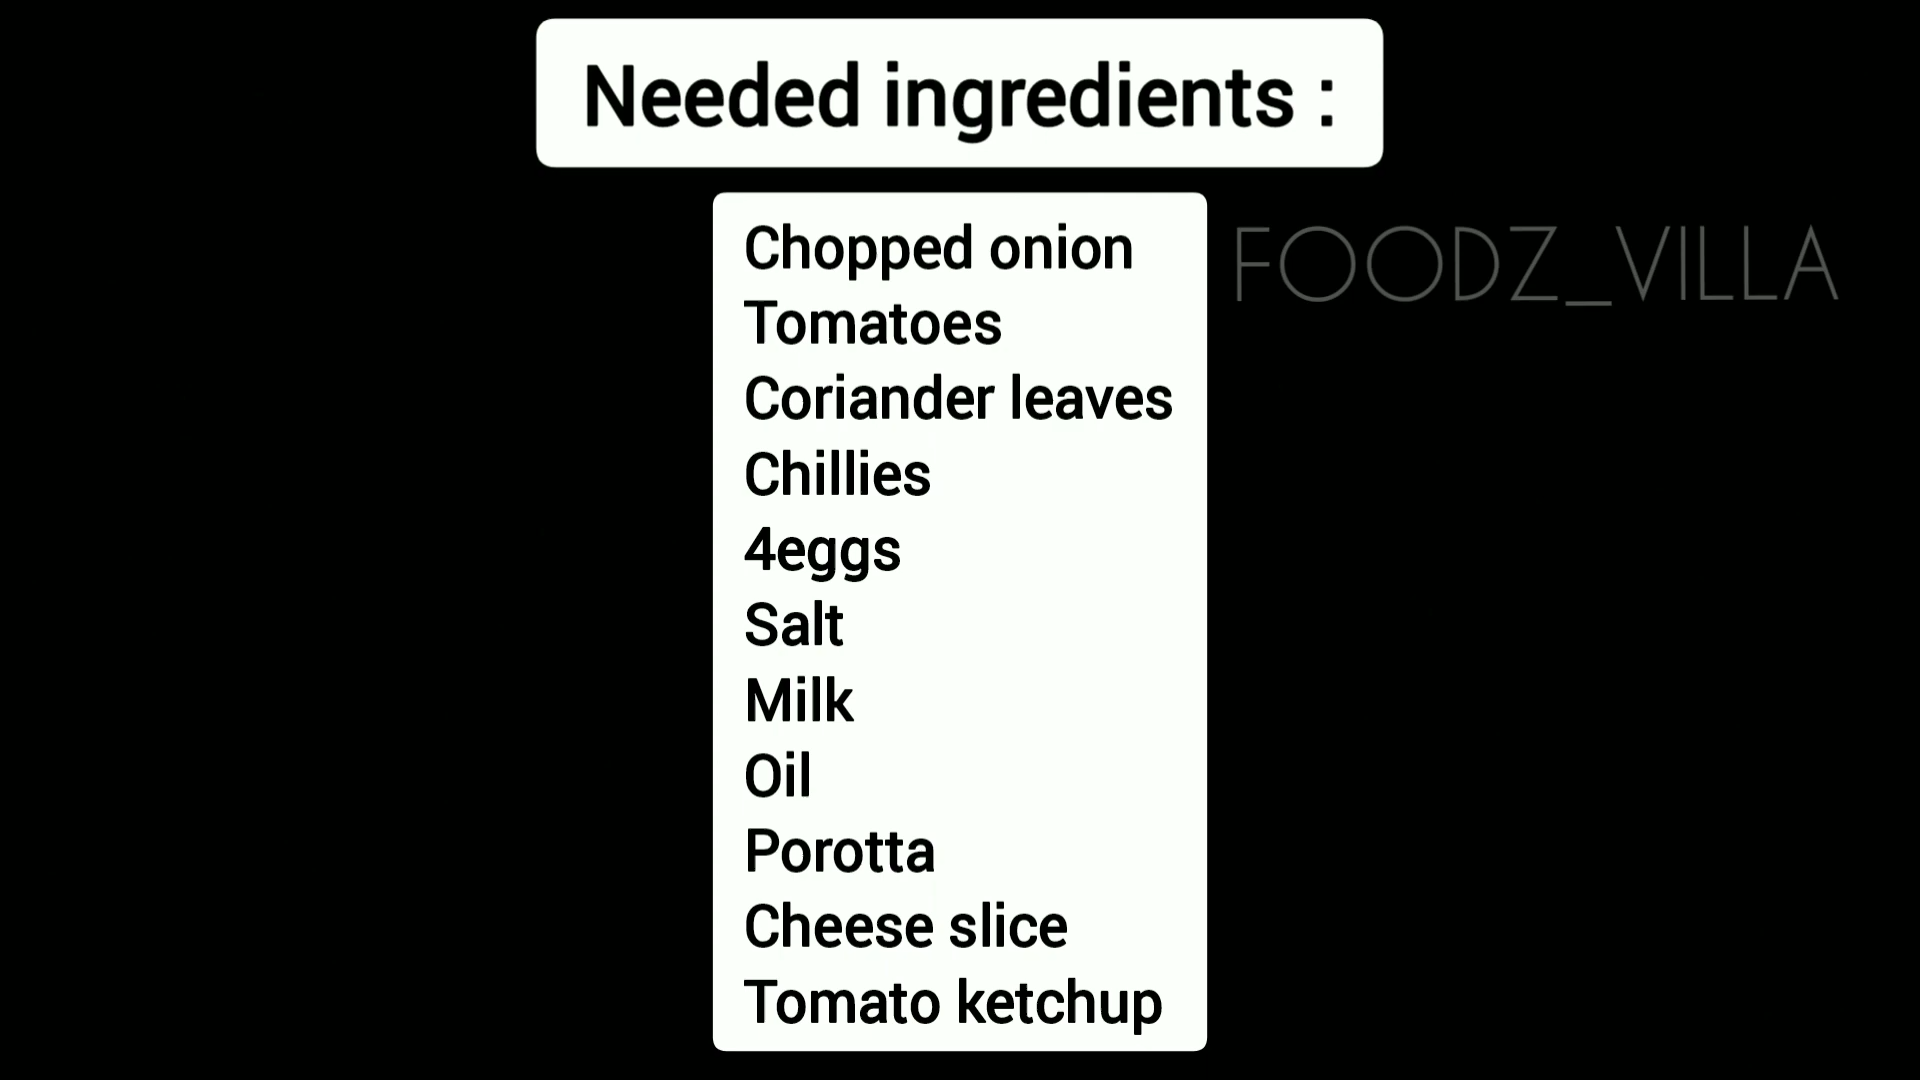 Needed ingredients :
Chopped onion
FOODZ_VILLA
Tomatoes
Coriander leaves
Chillies
4eggs
Salt
Milk
Oil
Porotta
Cheese slice
Tomato ketchup